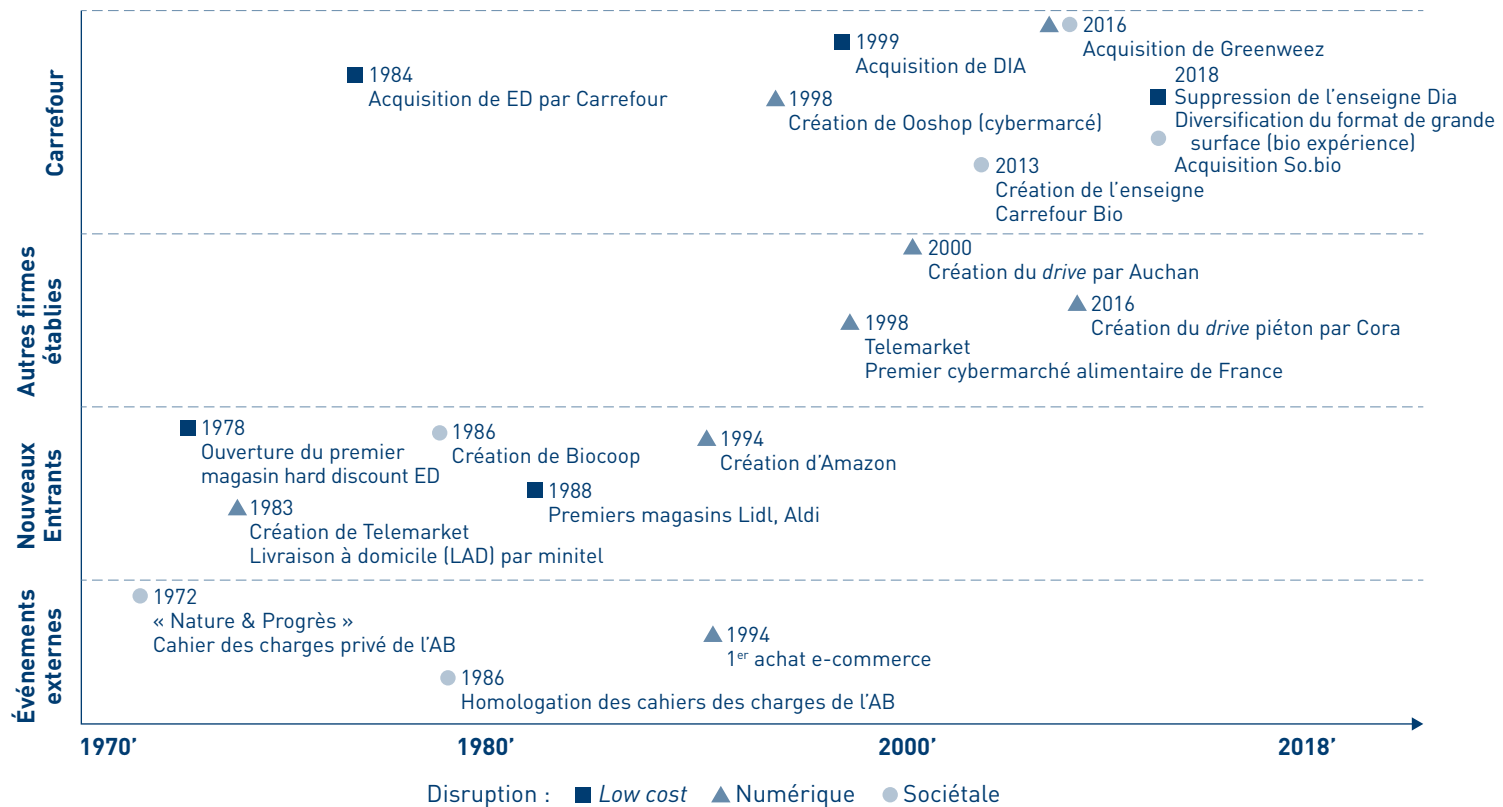 Carrefour
1984
Acquisition de ED par Carrefour
1999
Acquisition de DIA
1998
Création de Ooshop (cybermarcé)
2016
Acquisition de Greenweez
2018
Suppression de l’enseigne Dia
Diversification du format de grande
surface (bio expérience)
Acquisition So.bio
2013
Création de l’enseigne
Carrefour Bio
Autres firmes
établies
2000
Création du drive par Auchan
2016
Création du drive piéton par Cora
1998
Telemarket
Premier cybermarché alimentaire de France
Nouveaux
Entrants
1978
Ouverture du premier
magasin hard discount ED
1986
Création de Biocoop
1994
Création d’Amazon
1988
Premiers magasins Lidl, Aldi
1983
Création de Telemarket
Livraison à domicile (LAD) par minitel
Événements
externes
1972
« Nature & Progrès »
Cahier des charges privé de l’AB
1994
1er achat e-commerce
1986
Homologation des cahiers des charges de l’AB
1970’ 1980’ 2000’ 2018’
Disruption : Low cost Numérique Sociétale